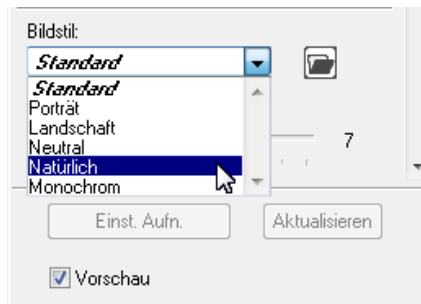 Bildstil:
Standard
Standard
Porträt
Landschaft
Neutral
7
Natürlich
Monochrom
Einst. Aufn.
Aktualisieren
Vorschau